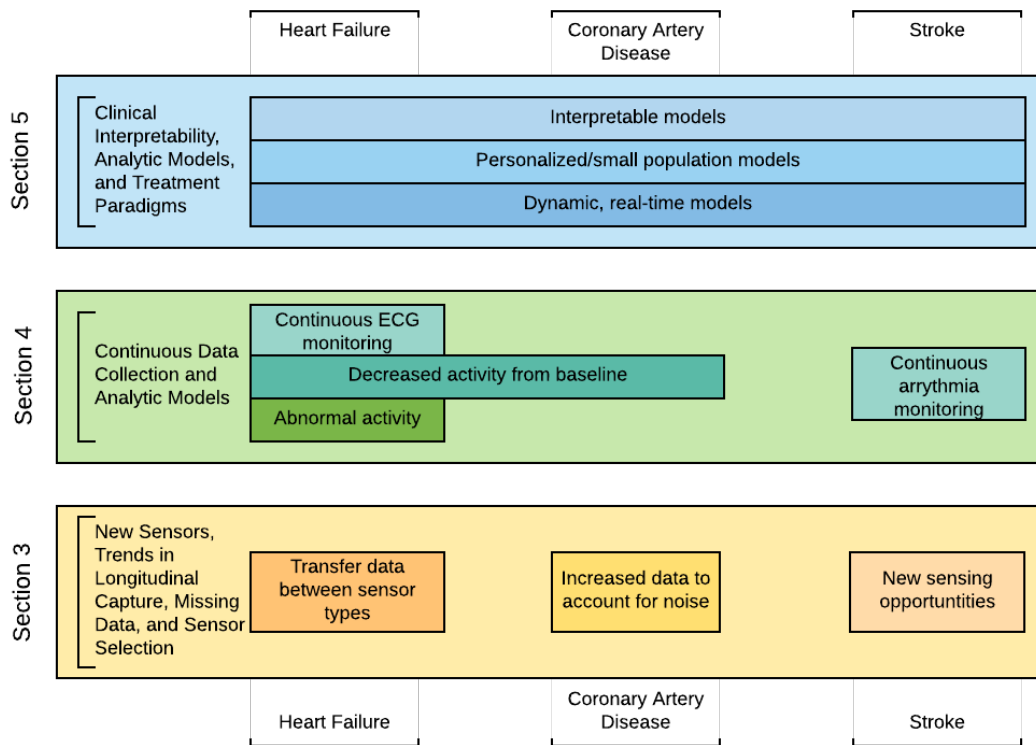 Heart Failure
Coronary Artery
Disease
Stroke
Section 5
Clinical
Interpretability,
Analytic Models,
and Treatment
Paradigms
Interpretable models
Personalized/small population models
Dynamic, real-time models
Section 4
Continuous Data
Collection and
Analytic Models
Continuous ECG
monitoring
Decreased activity from baseline
Abnormal activity
Continuous
arrythmia
monitoring
Section 3
New Sensors,
Trends in
Longitudinal
Capture, Missing
Data, and Sensor
Selection
Transfer data
between sensor
types
Increased data to
account for noise
New sensing
opportuntities
Heart Failure
Coronary Artery
Disease
Stroke